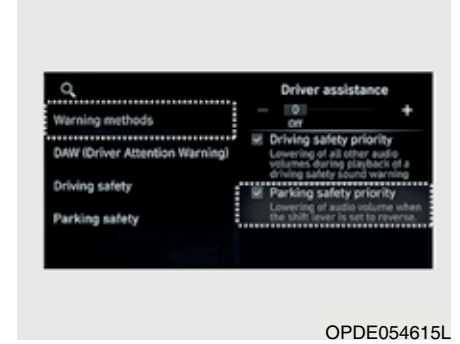 Driver assistance
Warning methods
− 0 +
Off
DAW (Driver Attention Warning)
Driving safety priority
Lowering of all other audio
volumes during playback of a
driving safety sound warning
Driving safety
Parking safety priority
Lowering of audio volume when
the shift lever is set to reverse.
Parking safety
OPDE054615L